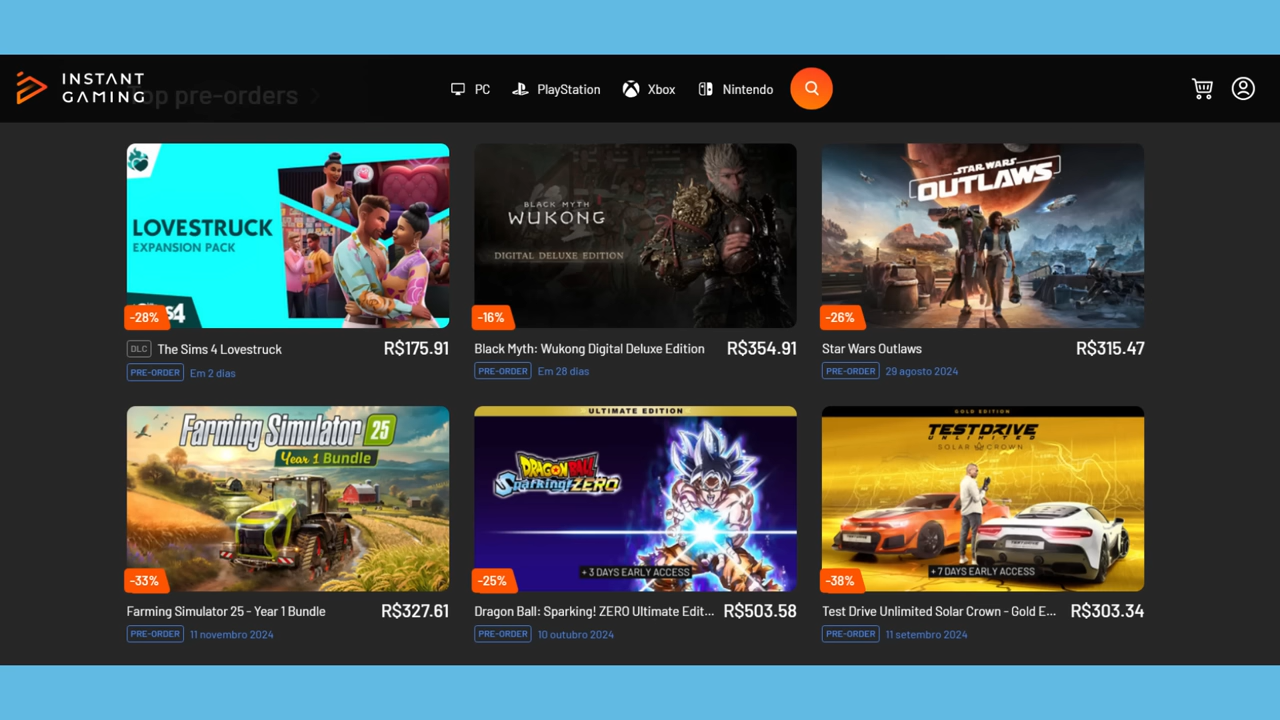 INSTANT
GAMING
Top pre-orders
PC
PlayStation
Xbox
Nintendo
LOVESTRUCK
EXPANSION PACK
-28%
DLC
The Sims 4 Lovestruck
R$175.91
PRE-ORDER
Em 2 dias
BLACK MYTH
WUKONG
DIGITAL DELUXE EDITION
-16%
Black Myth: Wukong Digital Deluxe Edition
R$354.91
PRE-ORDER
Em 28 dias
STAR WARS
OUTLAWS
-26%
Star Wars Outlaws
R$315.47
PRE-ORDER
29 agosto 2024
Farming Simulator 25
Year 1 Bundle
-33%
Farming Simulator 25 - Year 1 Bundle
R$327.61
PRE-ORDER
11 novembro 2024
ULTIMATE EDITION
DRAGON BALL
Sparking! ZERO
+ 3 DAYS EARLY ACCESS
-25%
Dragon Ball: Sparking! ZERO Ultimate Edit...
R$503.58
PRE-ORDER
10 outubro 2024
GOLD EDITION
TEST DRIVE
UNLIMITED
SOLAR CROWN
+ 7 DAYS EARLY ACCESS
-38%
Test Drive Unlimited Solar Crown - Gold E...
R$303.34
PRE-ORDER
11 setembro 2024